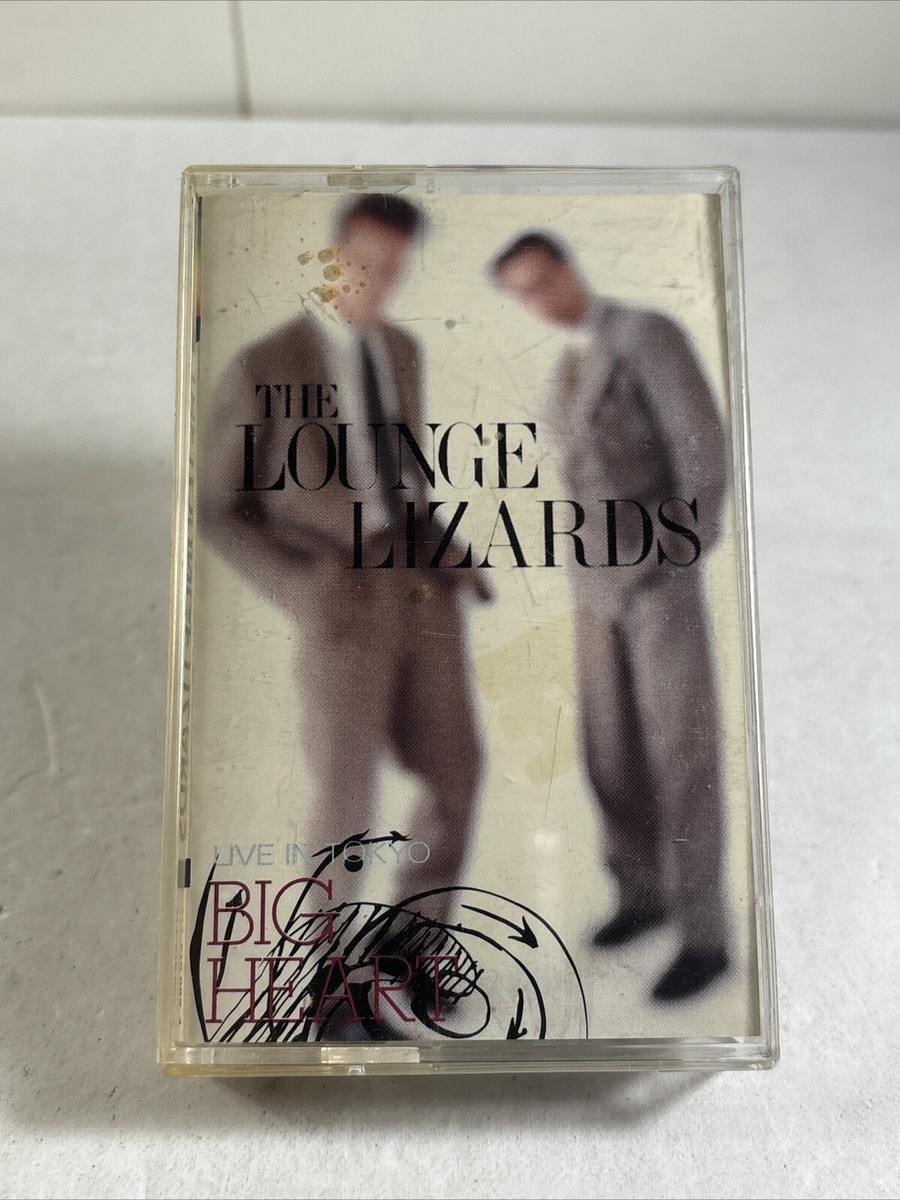 THE
LOUNGE
LIZARDS
LIVE IN TOKYO
BIG
HEART